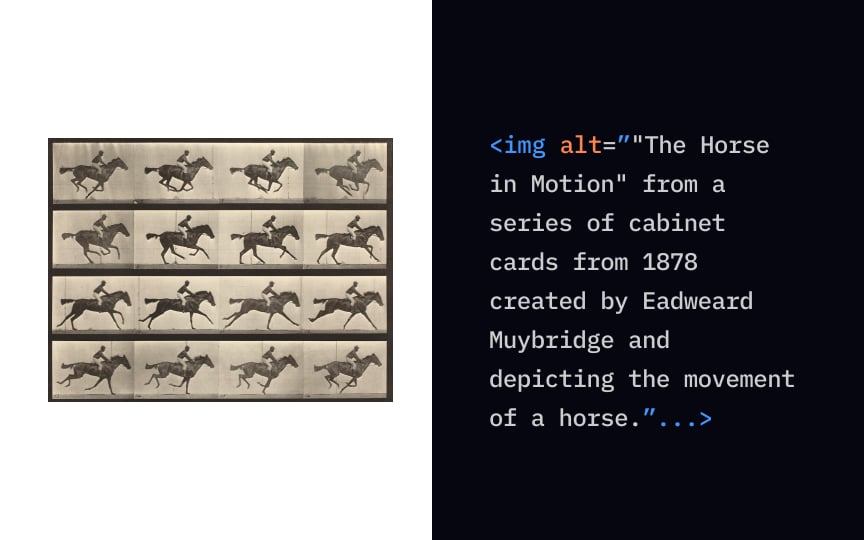 <img alt=”"The Horse
in Motion" from a
series of cabinet
cards from 1878
created by Eadweard
Muybridge and
depicting the movement
of a horse.”...>